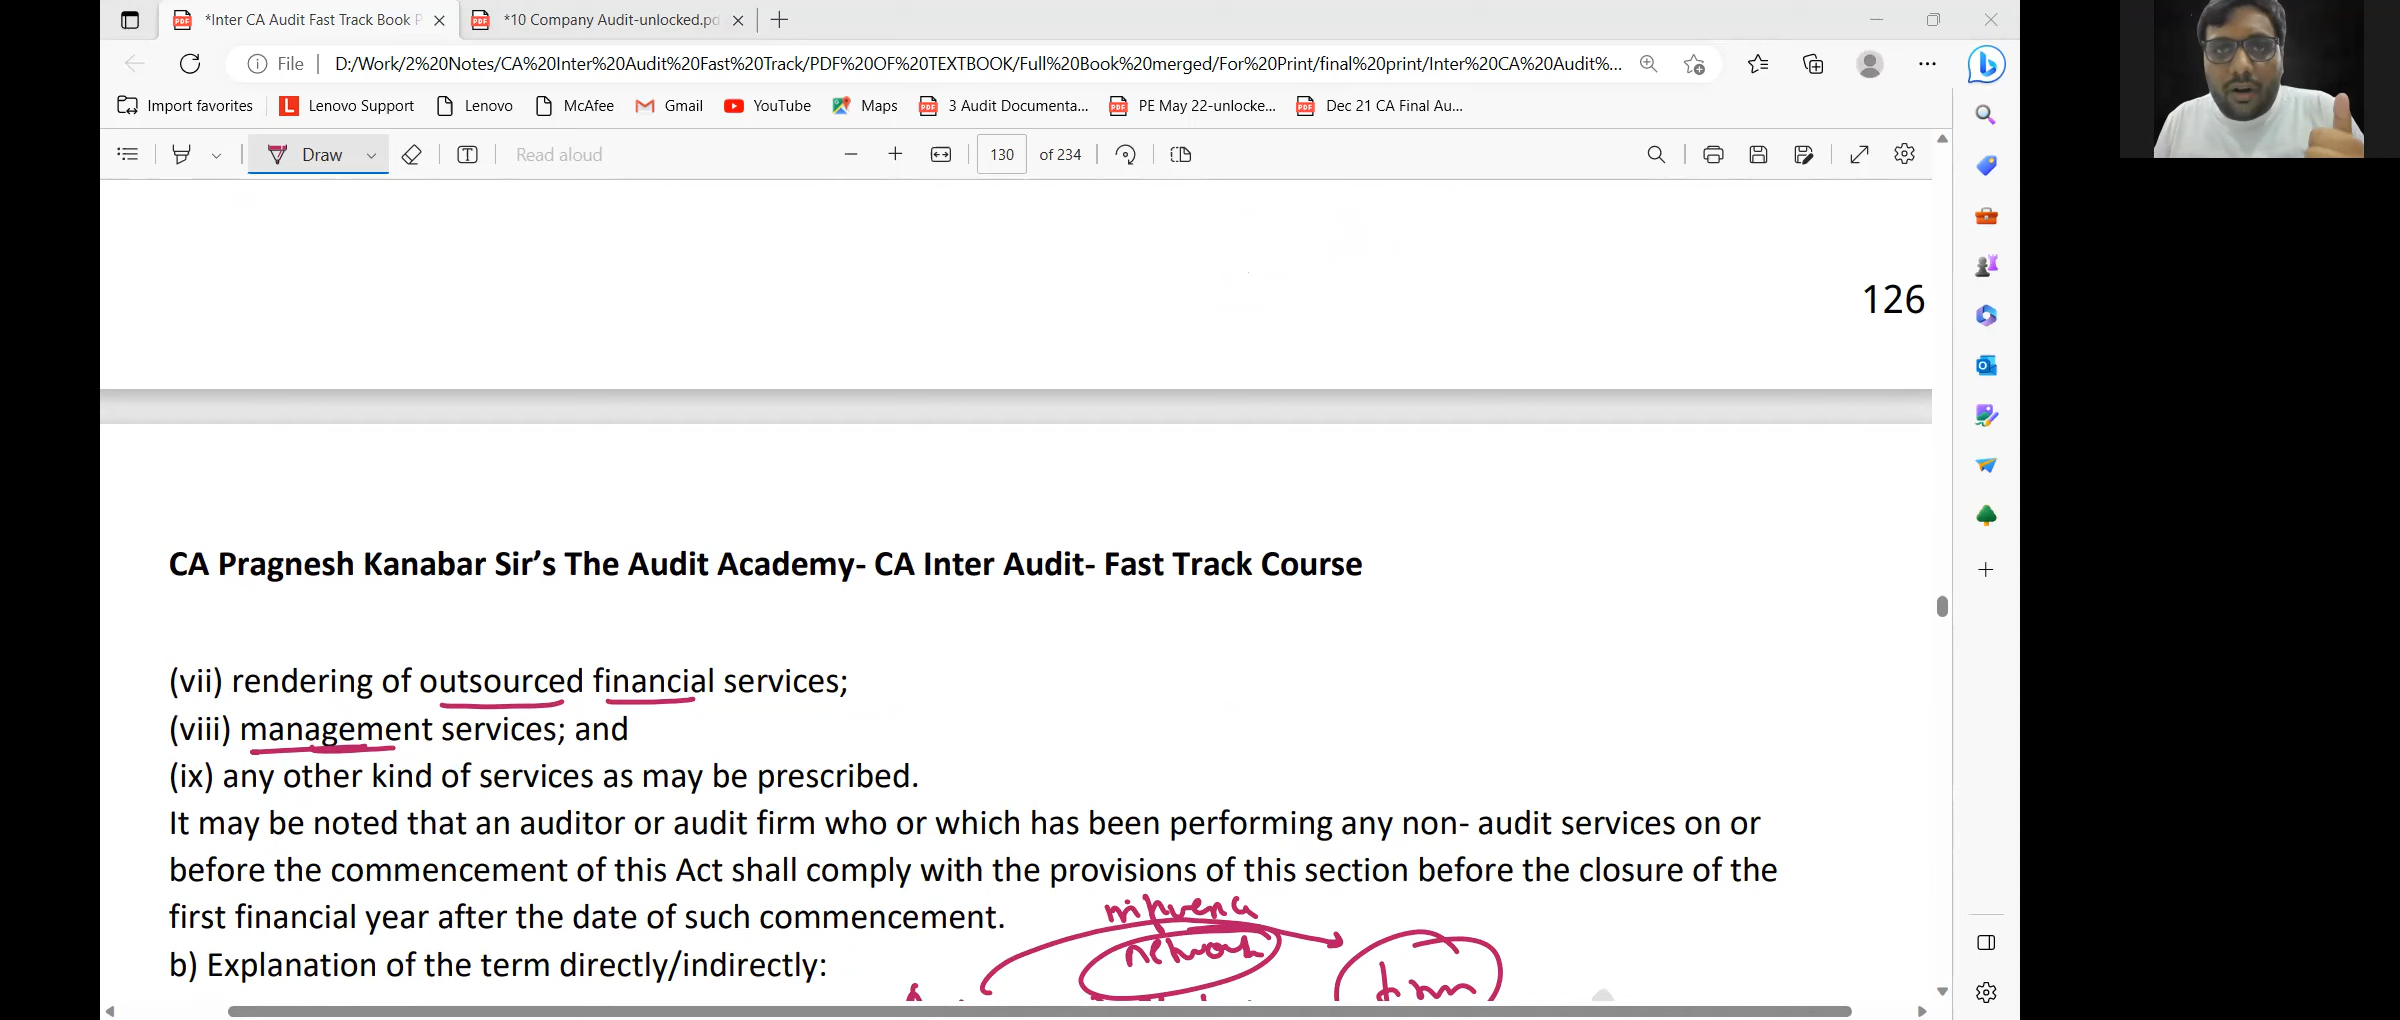 *Inter CA Audit Fast Track Book P
*10 Company Audit-unlocked.pd
File
D:/Work/2%20Notes/CA%20Inter%20Audit%20Fast%20Track/PDF%20OF%20TEXTBOOK/Full%20Book%20merged/For%20Print/final%20print/Inter%20CA%20Audit%...
Import favorites
Lenovo Support
Lenovo
McAfee
Gmail
YouTube
Maps
3 Audit Documenta...
PE May 22-unlocke...
Dec 21 CA Final Au...
Draw
Read aloud
130 of 234
126
CA Pragnesh Kanabar Sir’s The Audit Academy- CA Inter Audit- Fast Track Course
(vii) rendering of outsourced financial services;
(viii) management services; and
(ix) any other kind of services as may be prescribed.
It may be noted that an auditor or audit firm who or which has been performing any non- audit services on or
before the commencement of this Act shall comply with the provisions of this section before the closure of the
first financial year after the date of such commencement.
network
firm
b) Explanation of the term directly/indirectly: